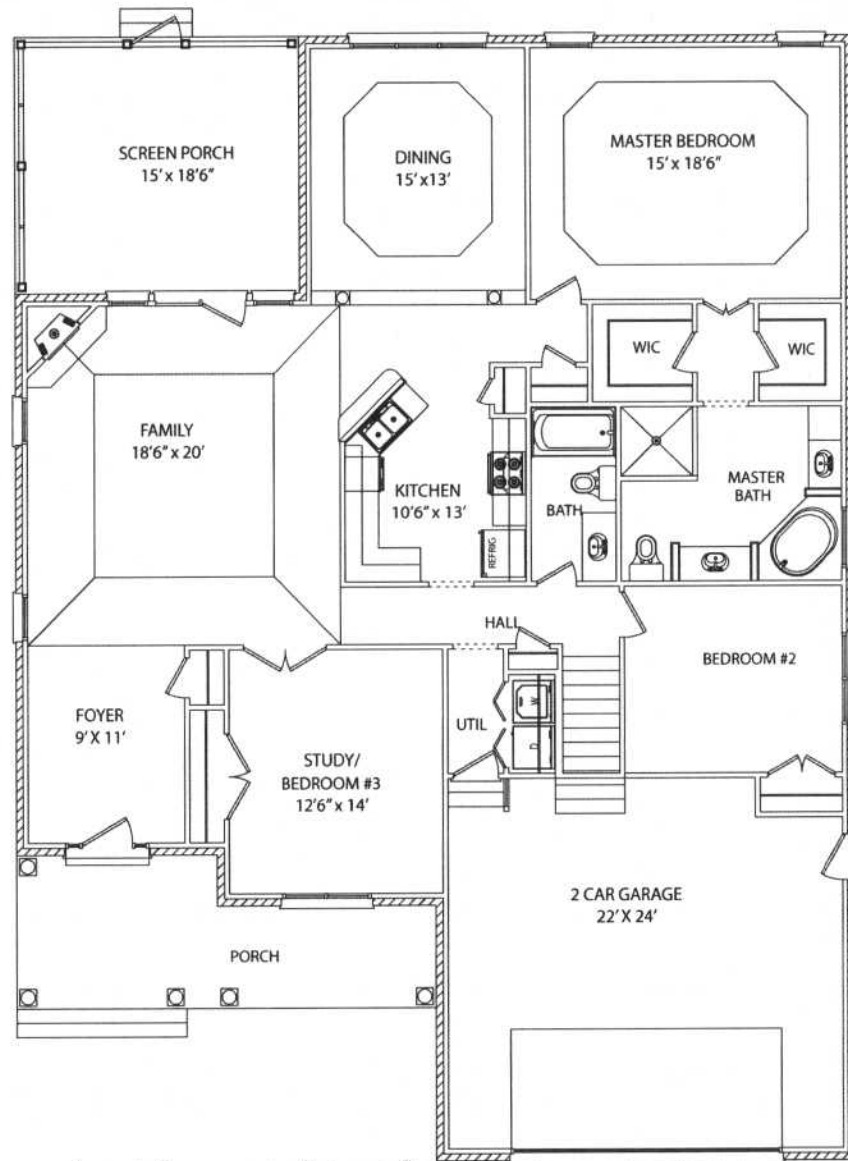 SCREEN PORCH
15' x 18'6"
DINING
15' x13'
MASTER BEDROOM
15' x 18'6"
WIC
WIC
FAMILY
18'6" x 20'
KITCHEN
10'6" x 13'
REFRIG
BATH
MASTER
BATH
HALL
BEDROOM #2
FOYER
9' X 11'
UTIL
W
D
STUDY/
BEDROOM #3
12'6" x 14'
2 CAR GARAGE
22' X 24'
PORCH